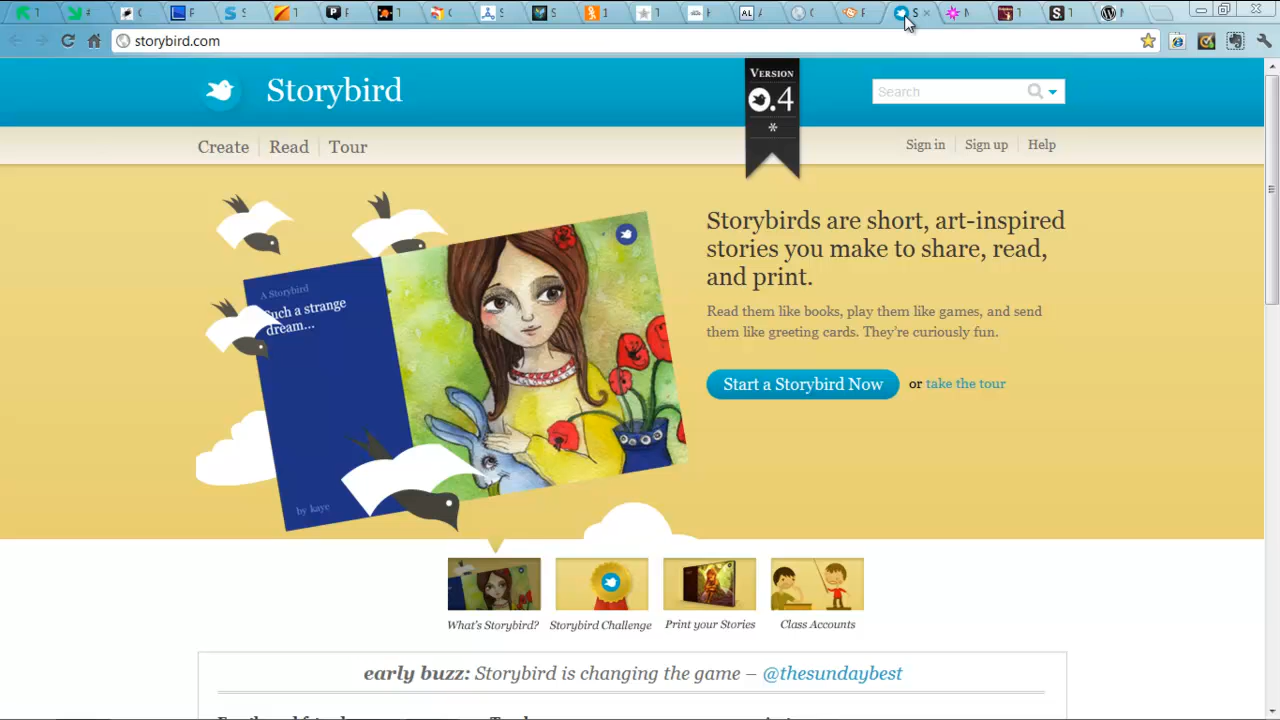 storybird.com
Storybird
VERSION
.4
*
Search
Create Read Tour
Sign in Sign up Help
A Storybird
Such a strange
dream...
by kaye
Storybirds are short, art-inspired
stories you make to share, read,
and print.
Read them like books, play them like games, and
send them like greeting cards. They're curiously fun.
Start a Storybird Now or take the tour
What's Storybird? Storybird Challenge Print your Stories Class Accounts
early buzz: Storybird is changing the game – @thesundaybest